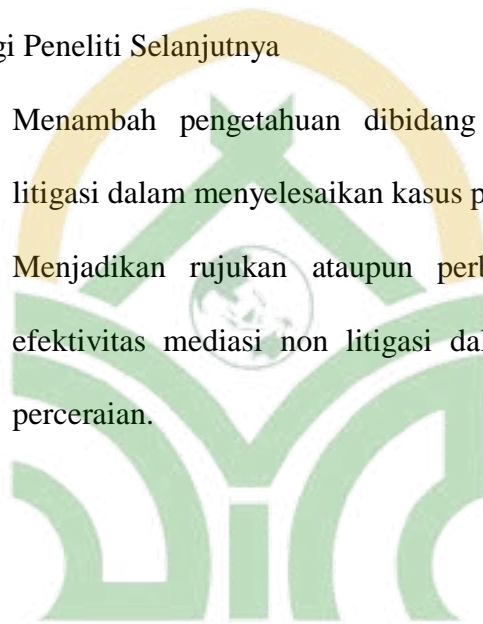 gi Peneliti Selanjutnya
Menambah pengetahuan dibidang
litigasi dalam menyelesaikan kasus p
Menjadikan rujukan ataupun perb
efektivitas mediasi non litigasi dal
perceraian.